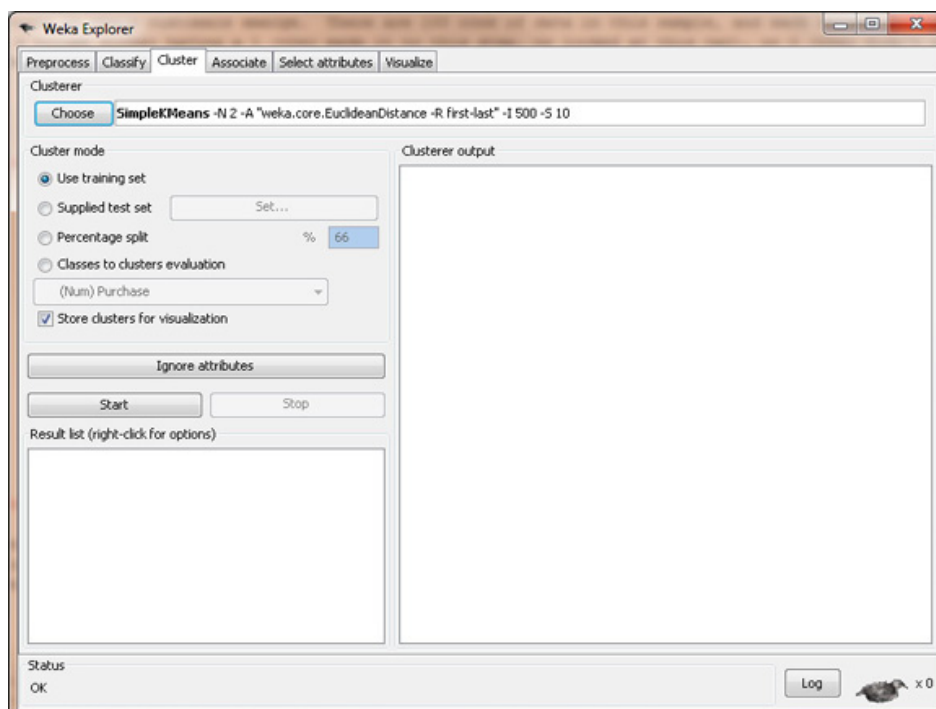 Weka Explorer
Preprocess Classify Cluster Associate Select attributes Visualize
Clusterer
Choose SimpleKMeans -N 2 -A "weka.core.EuclideanDistance -R first-last" -I 500 -S 10
Cluster mode
Use training set
Supplied test set Set...
Percentage split % 66
Classes to clusters evaluation
(Num) Purchase
Store clusters for visualization
Ignore attributes
Start Stop
Result list (right-click for options)
Clusterer output
Status
OK
Log x 0